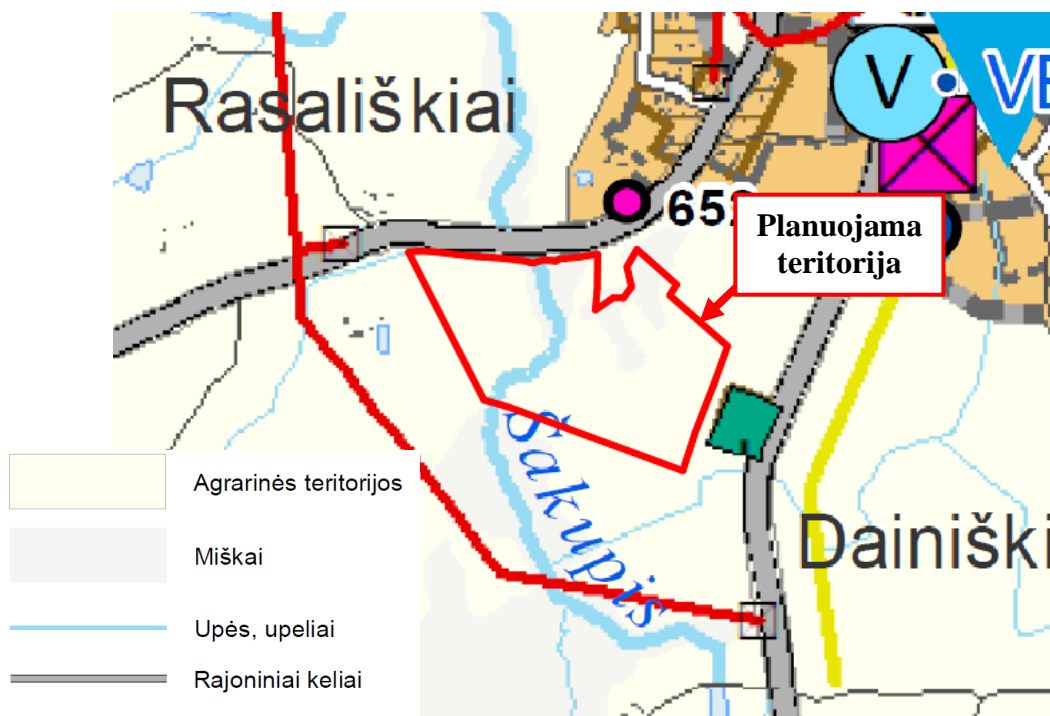 Rasališkiai
V
VE
652
Planuojama
teritorija
Šakupis
Dainiški
Agrarinės teritorijos
Miškai
Upės, upeliai
Rajoniniai keliai